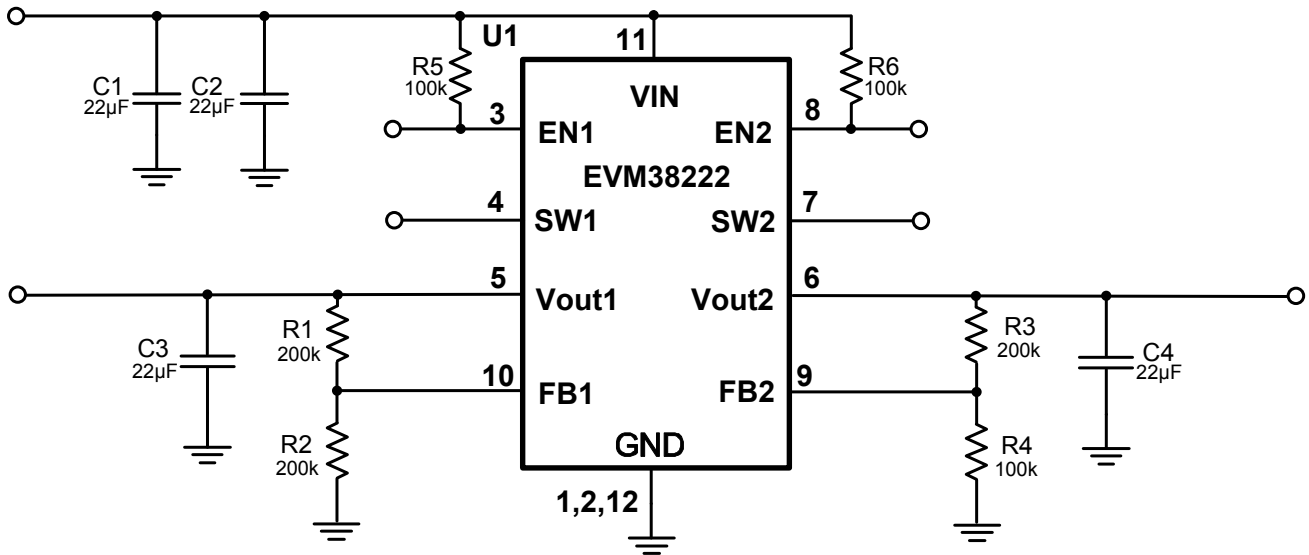 U1
11
C1
22µF
C2
22µF
R5
100k
R6
100k
VIN
3
EN1
EN2
8
EVM38222
4
SW1
SW2
7
5
Vout1
Vout2
6
C3
22µF
R1
200k
R3
200k
C4
22µF
10
FB1
FB2
9
R2
200k
R4
100k
GND
1,2,12